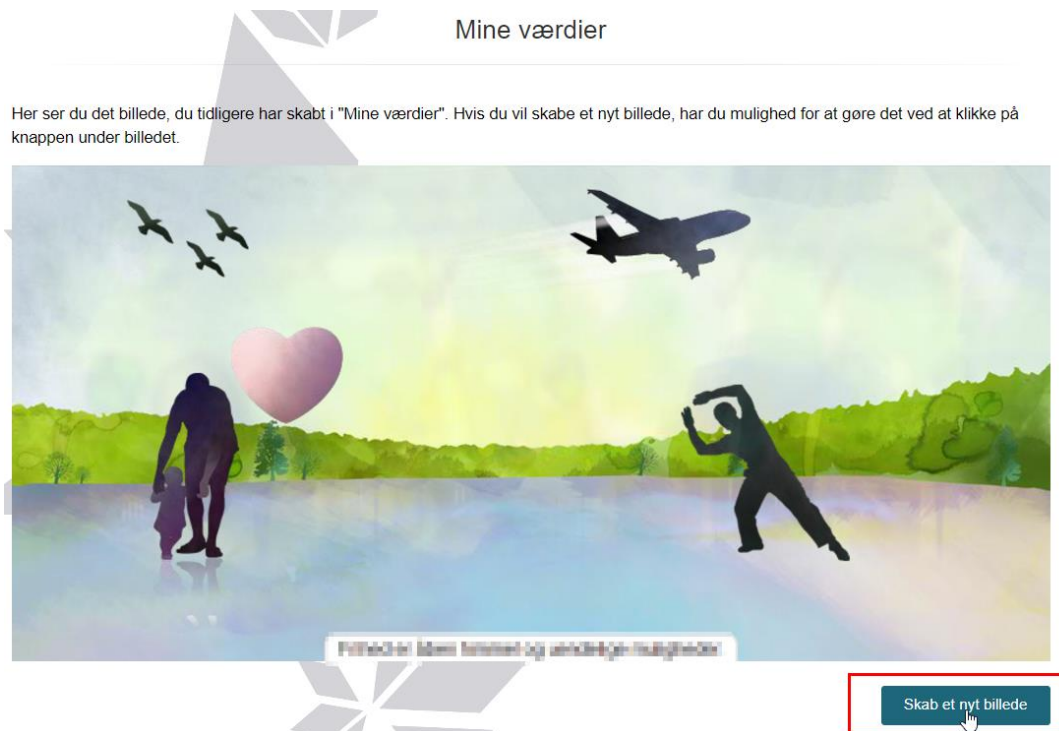 Mine værdier
Her ser du det billede, du tidligere har skabt i "Mine værdier". Hvis du vil skabe et nyt billede, har du mulighed for at gøre det ved at klikke på
knappen under billedet.
Skab et nyt billede